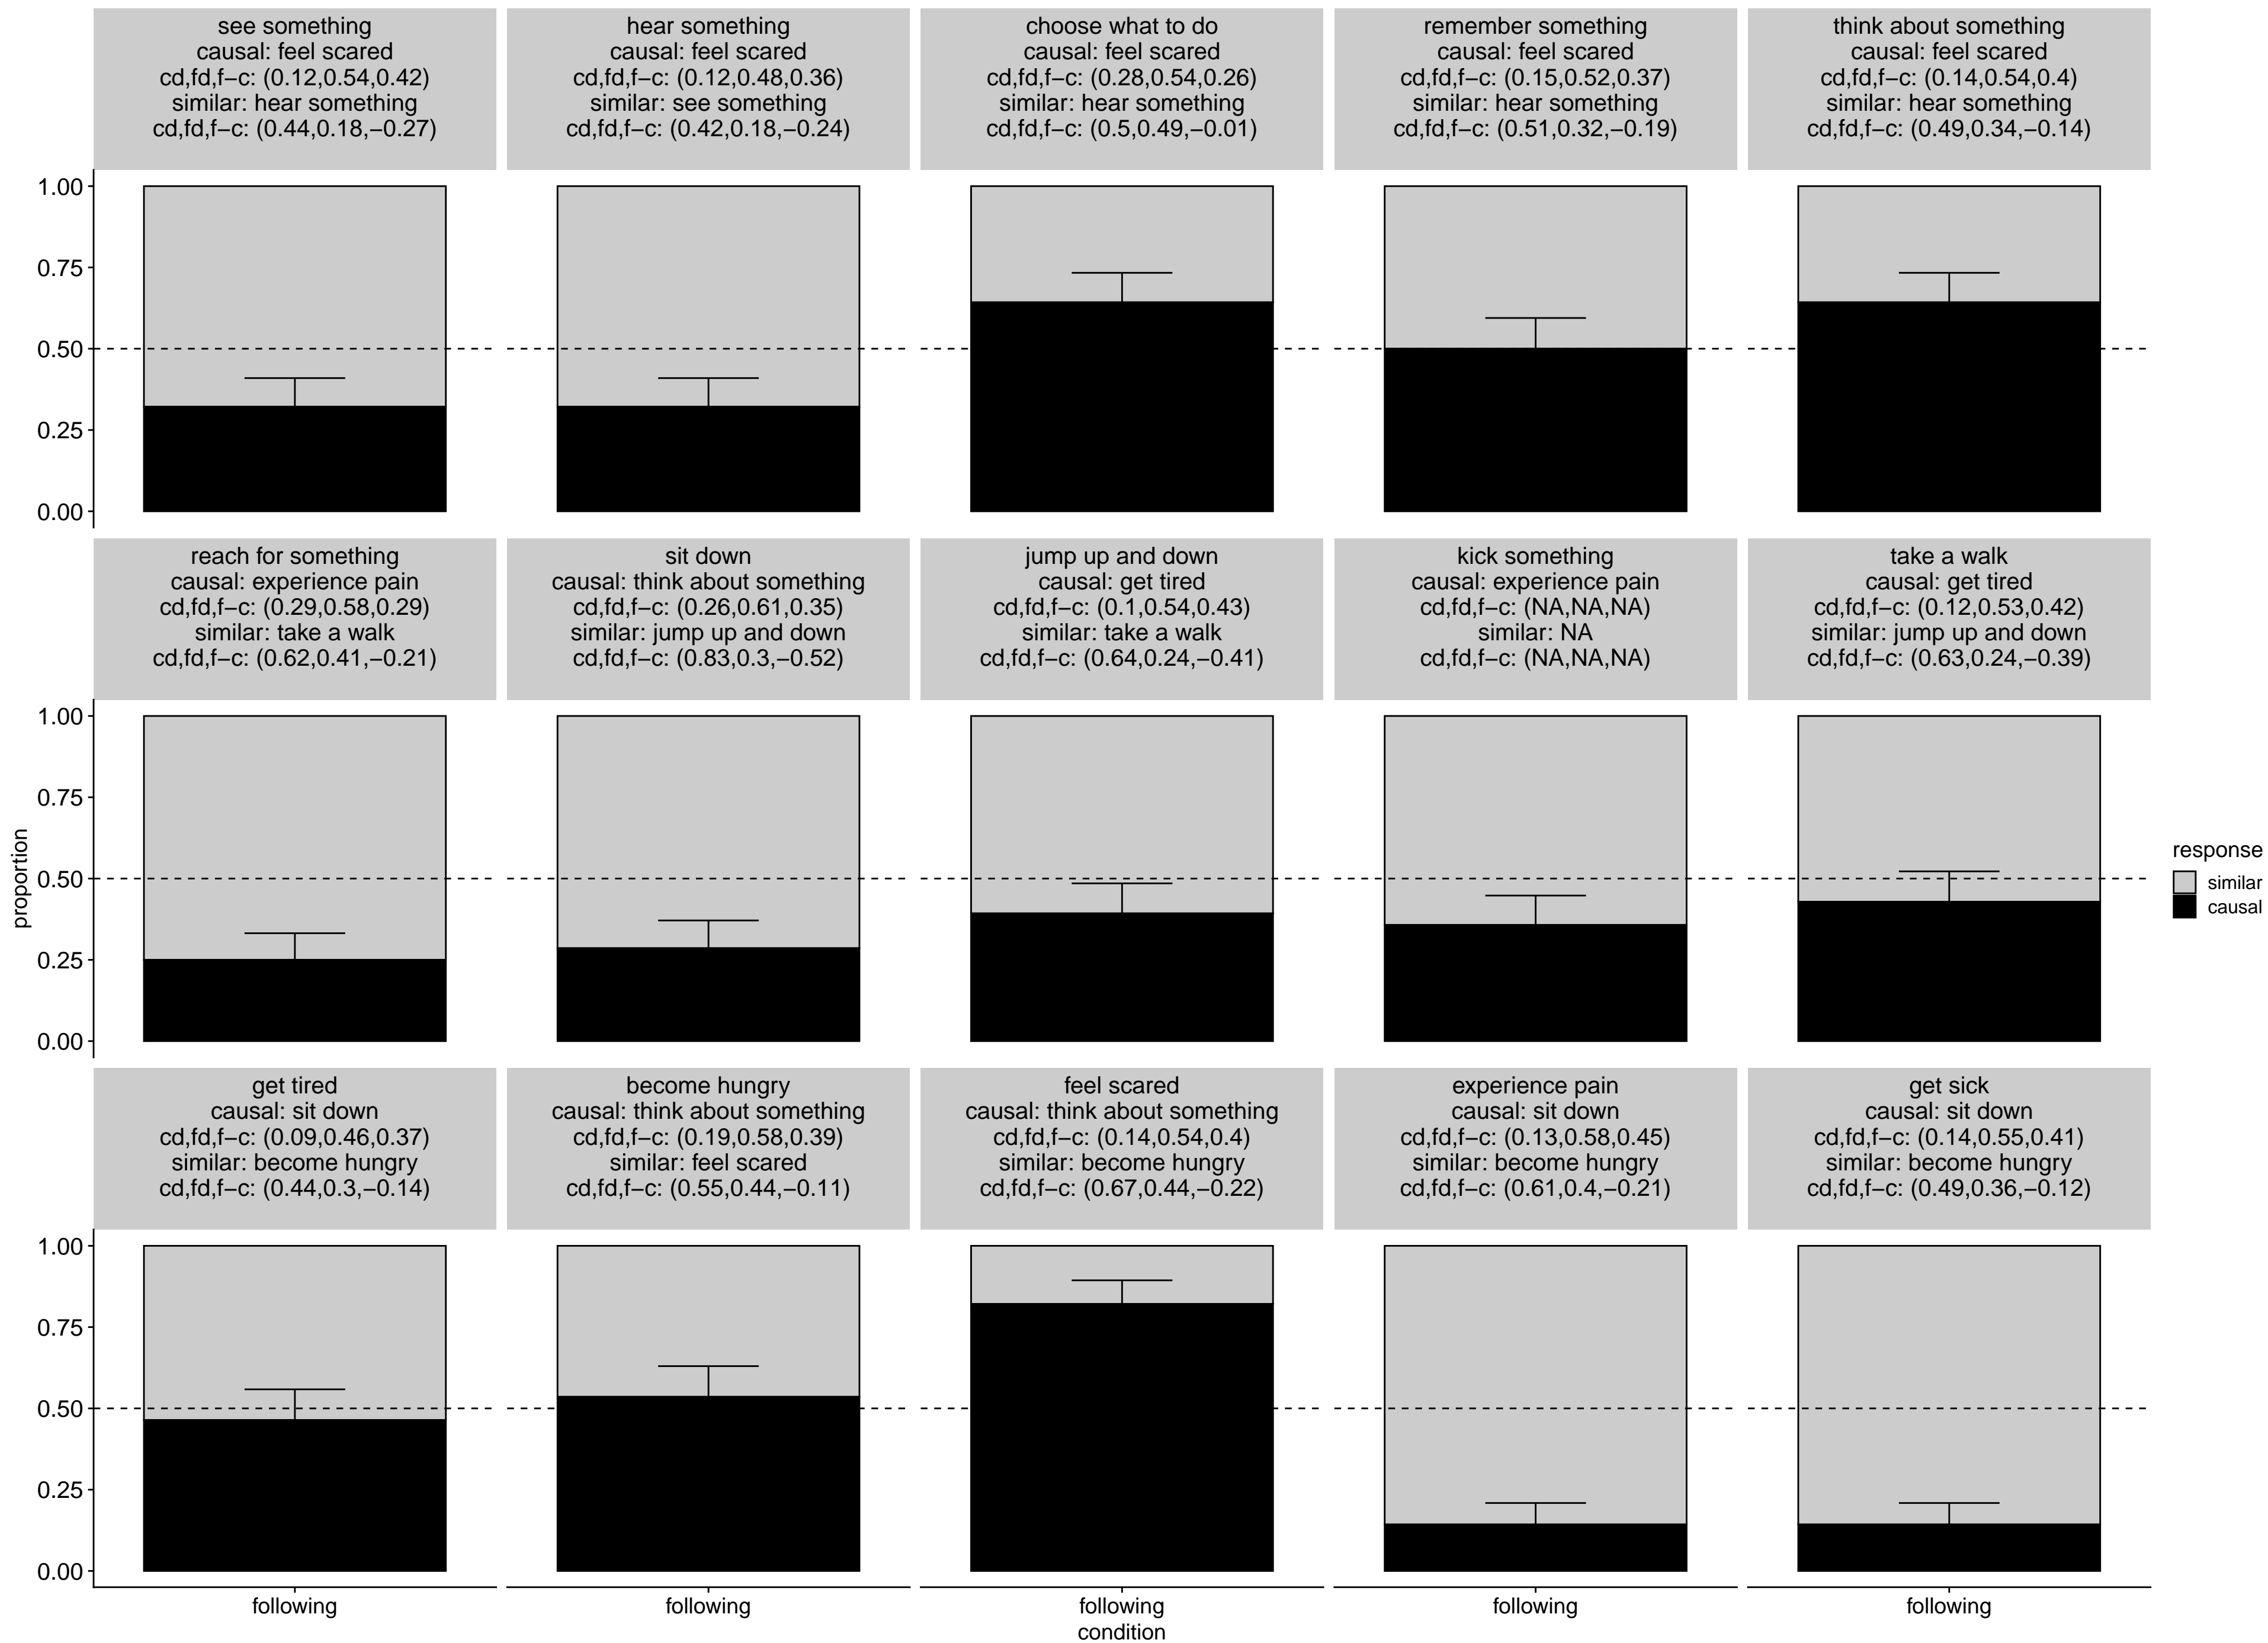 see something
causal: feel scared
cd,fd,f−c: (0.12,0.54,0.42)
similar: hear something
cd,fd,f−c: (0.44,0.18,−0.27)
hear something
causal: feel scared
cd,fd,f−c: (0.12,0.48,0.36)
similar: see something
cd,fd,f−c: (0.42,0.18,−0.24)
choose what to do
causal: feel scared
cd,fd,f−c: (0.28,0.54,0.26)
similar: hear something
cd,fd,f−c: (0.5,0.49,−0.01)
remember something
causal: feel scared
cd,fd,f−c: (0.15,0.52,0.37)
similar: hear something
cd,fd,f−c: (0.51,0.32,−0.19)
think about something
causal: feel scared
cd,fd,f−c: (0.14,0.54,0.4)
similar: hear something
cd,fd,f−c: (0.49,0.34,−0.14)
1.00
0.75
0.50
0.25
0.00
reach for something
causal: experience pain
cd,fd,f−c: (0.29,0.58,0.29)
similar: take a walk
cd,fd,f−c: (0.62,0.41,−0.21)
sit down
causal: think about something
cd,fd,f−c: (0.26,0.61,0.35)
similar: jump up and down
cd,fd,f−c: (0.83,0.3,−0.52)
jump up and down
causal: get tired
cd,fd,f−c: (0.1,0.54,0.43)
similar: take a walk
cd,fd,f−c: (0.64,0.24,−0.41)
kick something
causal: experience pain
cd,fd,f−c: (NA,NA,NA)
similar: NA
cd,fd,f−c: (NA,NA,NA)
take a walk
causal: get tired
cd,fd,f−c: (0.12,0.53,0.42)
similar: jump up and down
cd,fd,f−c: (0.63,0.24,−0.39)
1.00
0.75
0.50
0.25
0.00
proportion
response
similar
causal
get tired
causal: sit down
cd,fd,f−c: (0.09,0.46,0.37)
similar: become hungry
cd,fd,f−c: (0.44,0.3,−0.14)
become hungry
causal: think about something
cd,fd,f−c: (0.19,0.58,0.39)
similar: feel scared
cd,fd,f−c: (0.55,0.44,−0.11)
feel scared
causal: think about something
cd,fd,f−c: (0.14,0.54,0.4)
similar: become hungry
cd,fd,f−c: (0.67,0.44,−0.22)
experience pain
causal: sit down
cd,fd,f−c: (0.13,0.58,0.45)
similar: become hungry
cd,fd,f−c: (0.61,0.4,−0.21)
get sick
causal: sit down
cd,fd,f−c: (0.14,0.55,0.41)
similar: become hungry
cd,fd,f−c: (0.49,0.36,−0.12)
1.00
0.75
0.50
0.25
0.00
following
following
following
following
following
condition